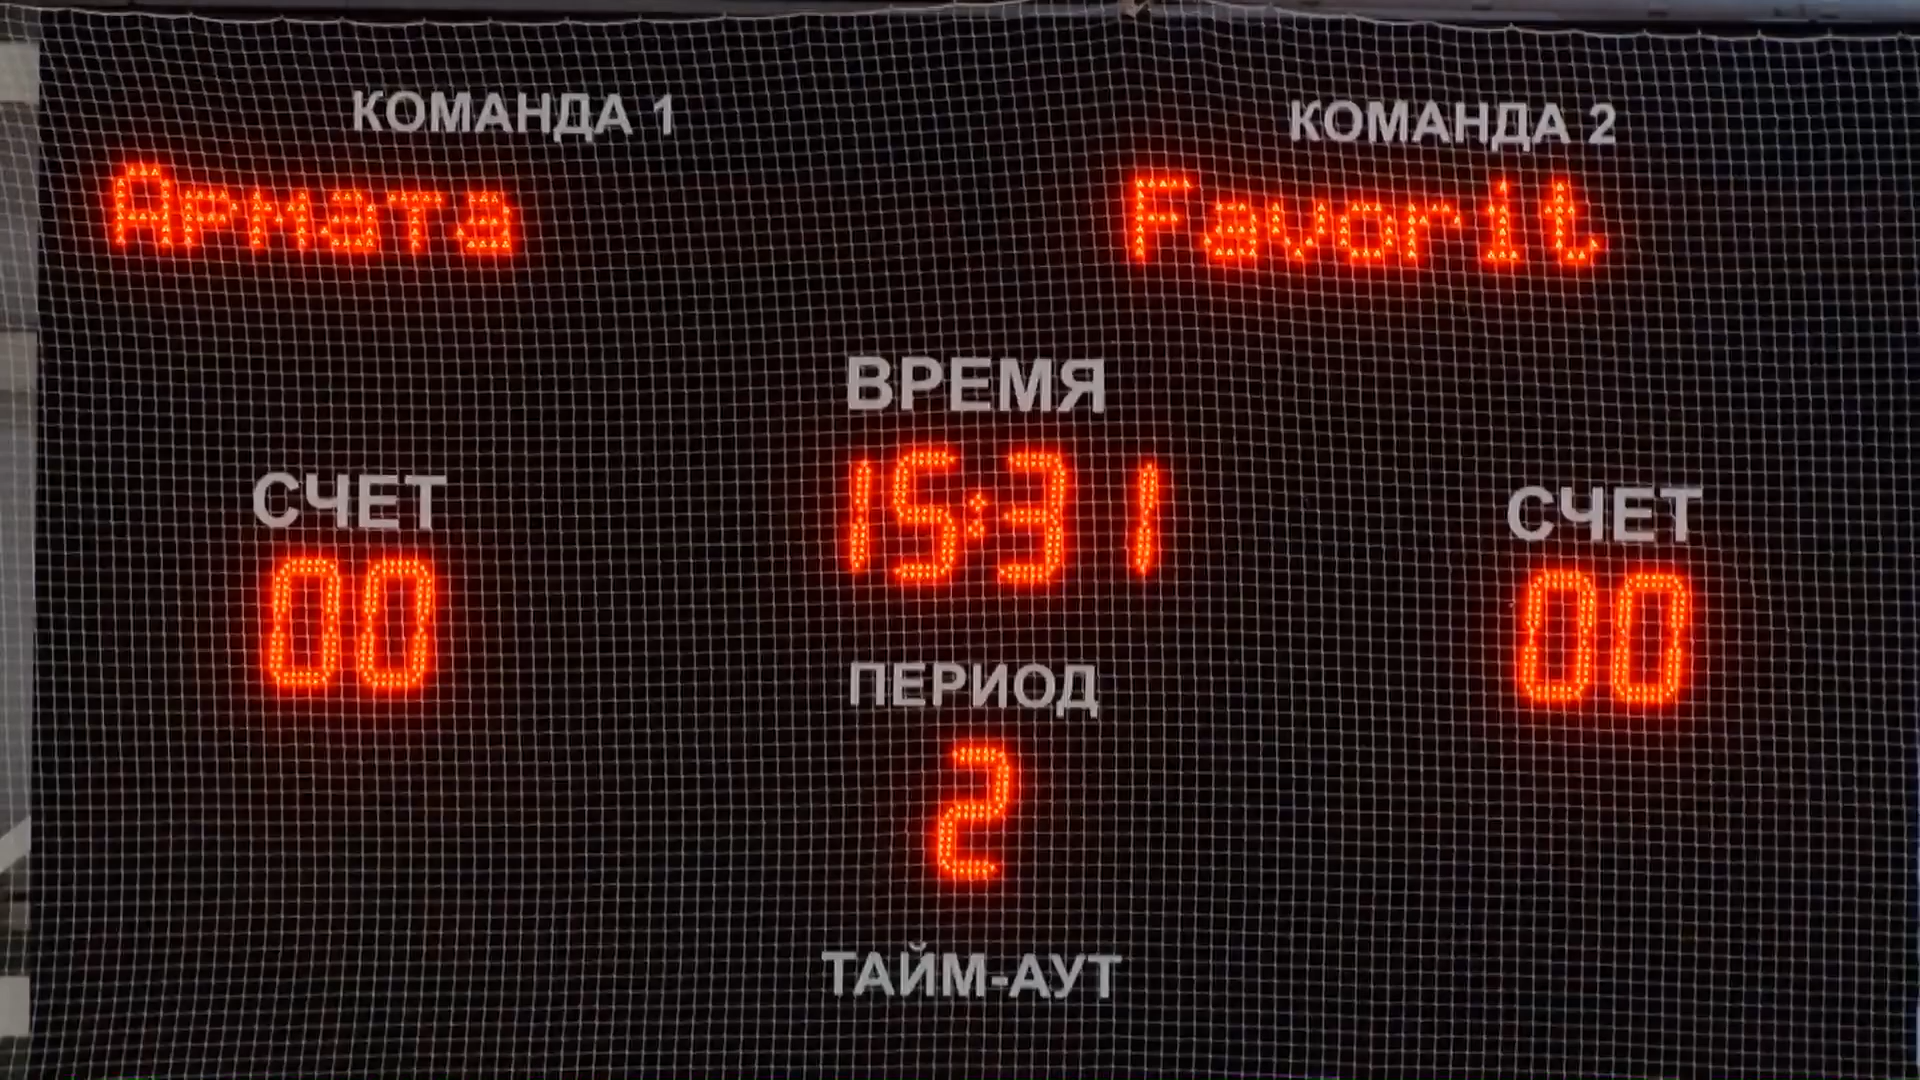 КОМАНДА 1
КОМАНДА 2
Армата
Favorit
ВРЕМЯ
15:31
СЧЕТ
СЧЕТ
00
00
ПЕРИОД
2
ТАЙМ-АУТ